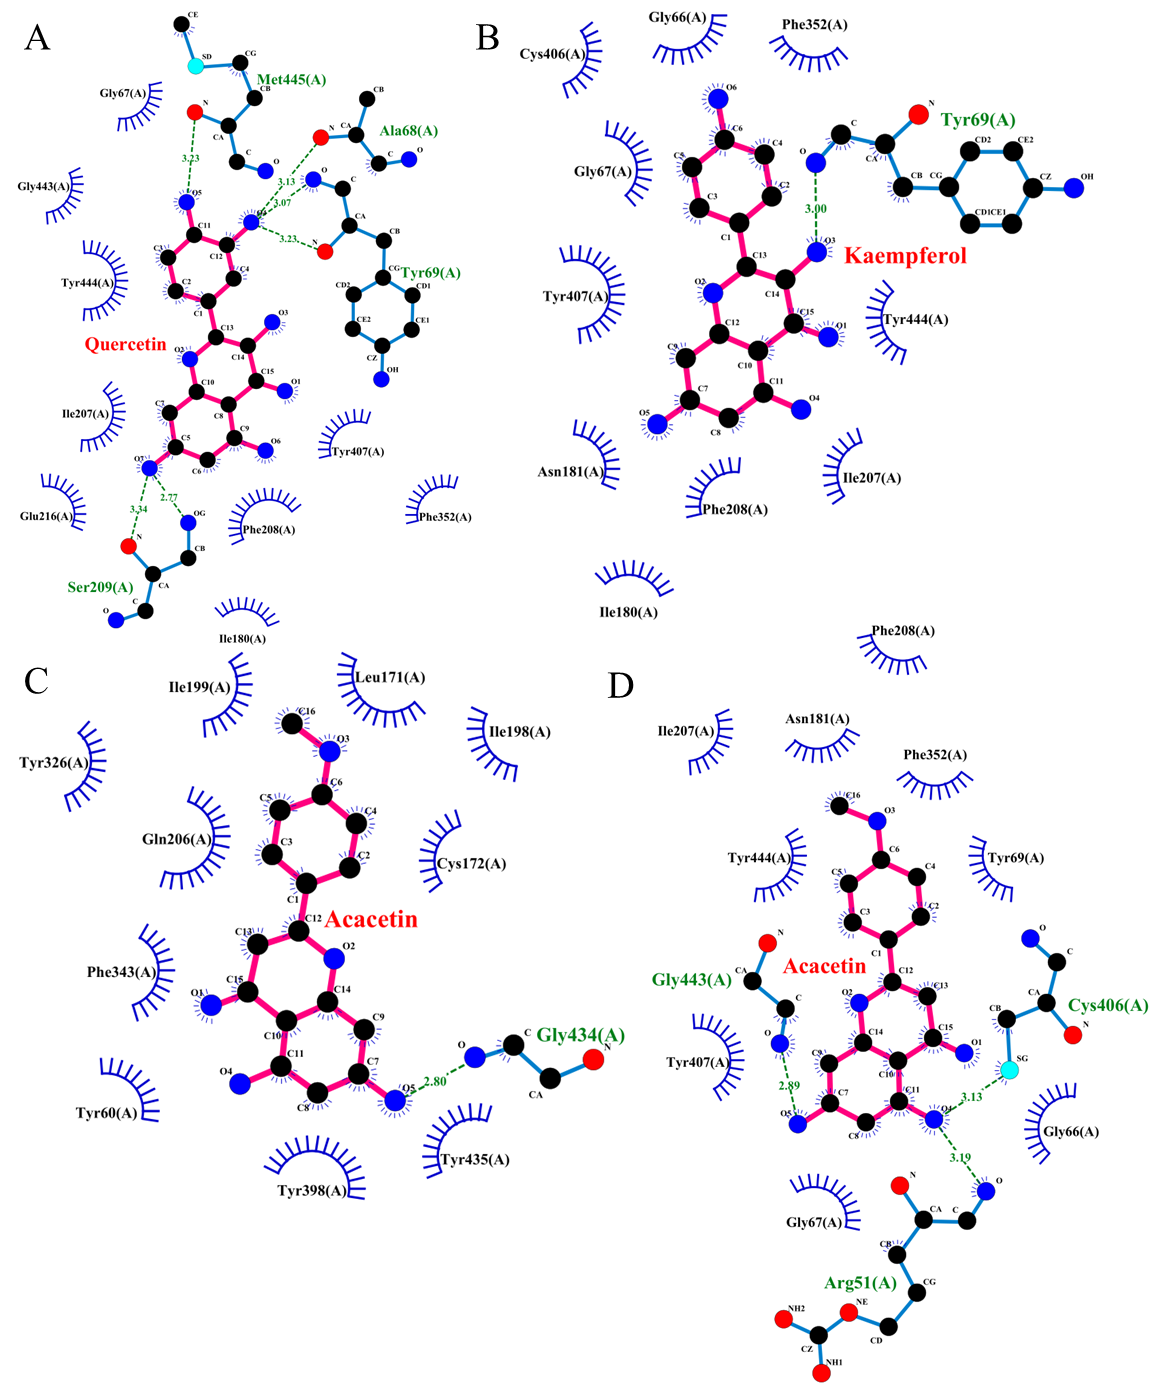 A
CE
SD
CG
Met445(A)
CB
N
CA
C
O
Gly67(A)
3.23
CB
Ala68(A)
N
CA
C
O
3.13
O
C
3.07
Gly443(A)
O5
C11
C12
3.23
N
CA
CB
Tyr69(A)
CG
CD2
CD1
CE2
CE1
CZ
OH
Tyr444(A)
C3
C4
C2
C1
C13
O3
Quercetin
O2
C14
C15
O1
C10
C8
Ile207(A)
C7
C9
C5
O6
C6
Tyr407(A)
O7
Glu216(A)
3.34
2.77
OG
Phe208(A)
Phe352(A)
N
CB
Ser209(A)
CA
C
O
Ile180(A)
B
Gly66(A)
Phe352(A)
Cys406(A)
O6
C6
C
N
Tyr69(A)
O
CA
CD2
CE2
C5
C4
Gly67(A)
CB
CG
CZ
OH
C3
C2
CD1
CE1
3.00
C1
O3
Kaempferol
C13
C14
O2
Tyr407(A)
C15
O1
Tyr444(A)
C12
C9
C10
C11
C7
O4
O5
C8
Asn181(A)
Ile207(A)
Phe208(A)
Ile180(A)
C
Ile199(A)
Leu171(A)
C16
Ile198(A)
O3
Tyr326(A)
C6
C5
C4
Gln206(A)
C3
C2
Cys172(A)
C1
C12
Acacetin
C13
O2
Phe343(A)
C15
O1
C14
C10
C9
C11
O4
C7
C
Gly434(A)
O
N
2.80
CA
C8
O5
Tyr60(A)
Tyr435(A)
Tyr398(A)
D
Phe208(A)
Ile207(A)
Asn181(A)
Phe352(A)
C16
O3
Tyr444(A)
C6
Tyr69(A)
C5
C4
C3
C2
N
O
C
C1
Gly443(A)
Acacetin
CA
C12
C13
CA
Cys406(A)
C
O2
CB
N
O
C14
C15
O1
Tyr407(A)
C9
C10
SG
2.89
C7
C11
3.13
O5
O4
C8
Gly66(A)
3.19
N
O
Gly67(A)
CA
C
CB
Arg51(A)
CG
NH2
NE
CZ
CD
NH1